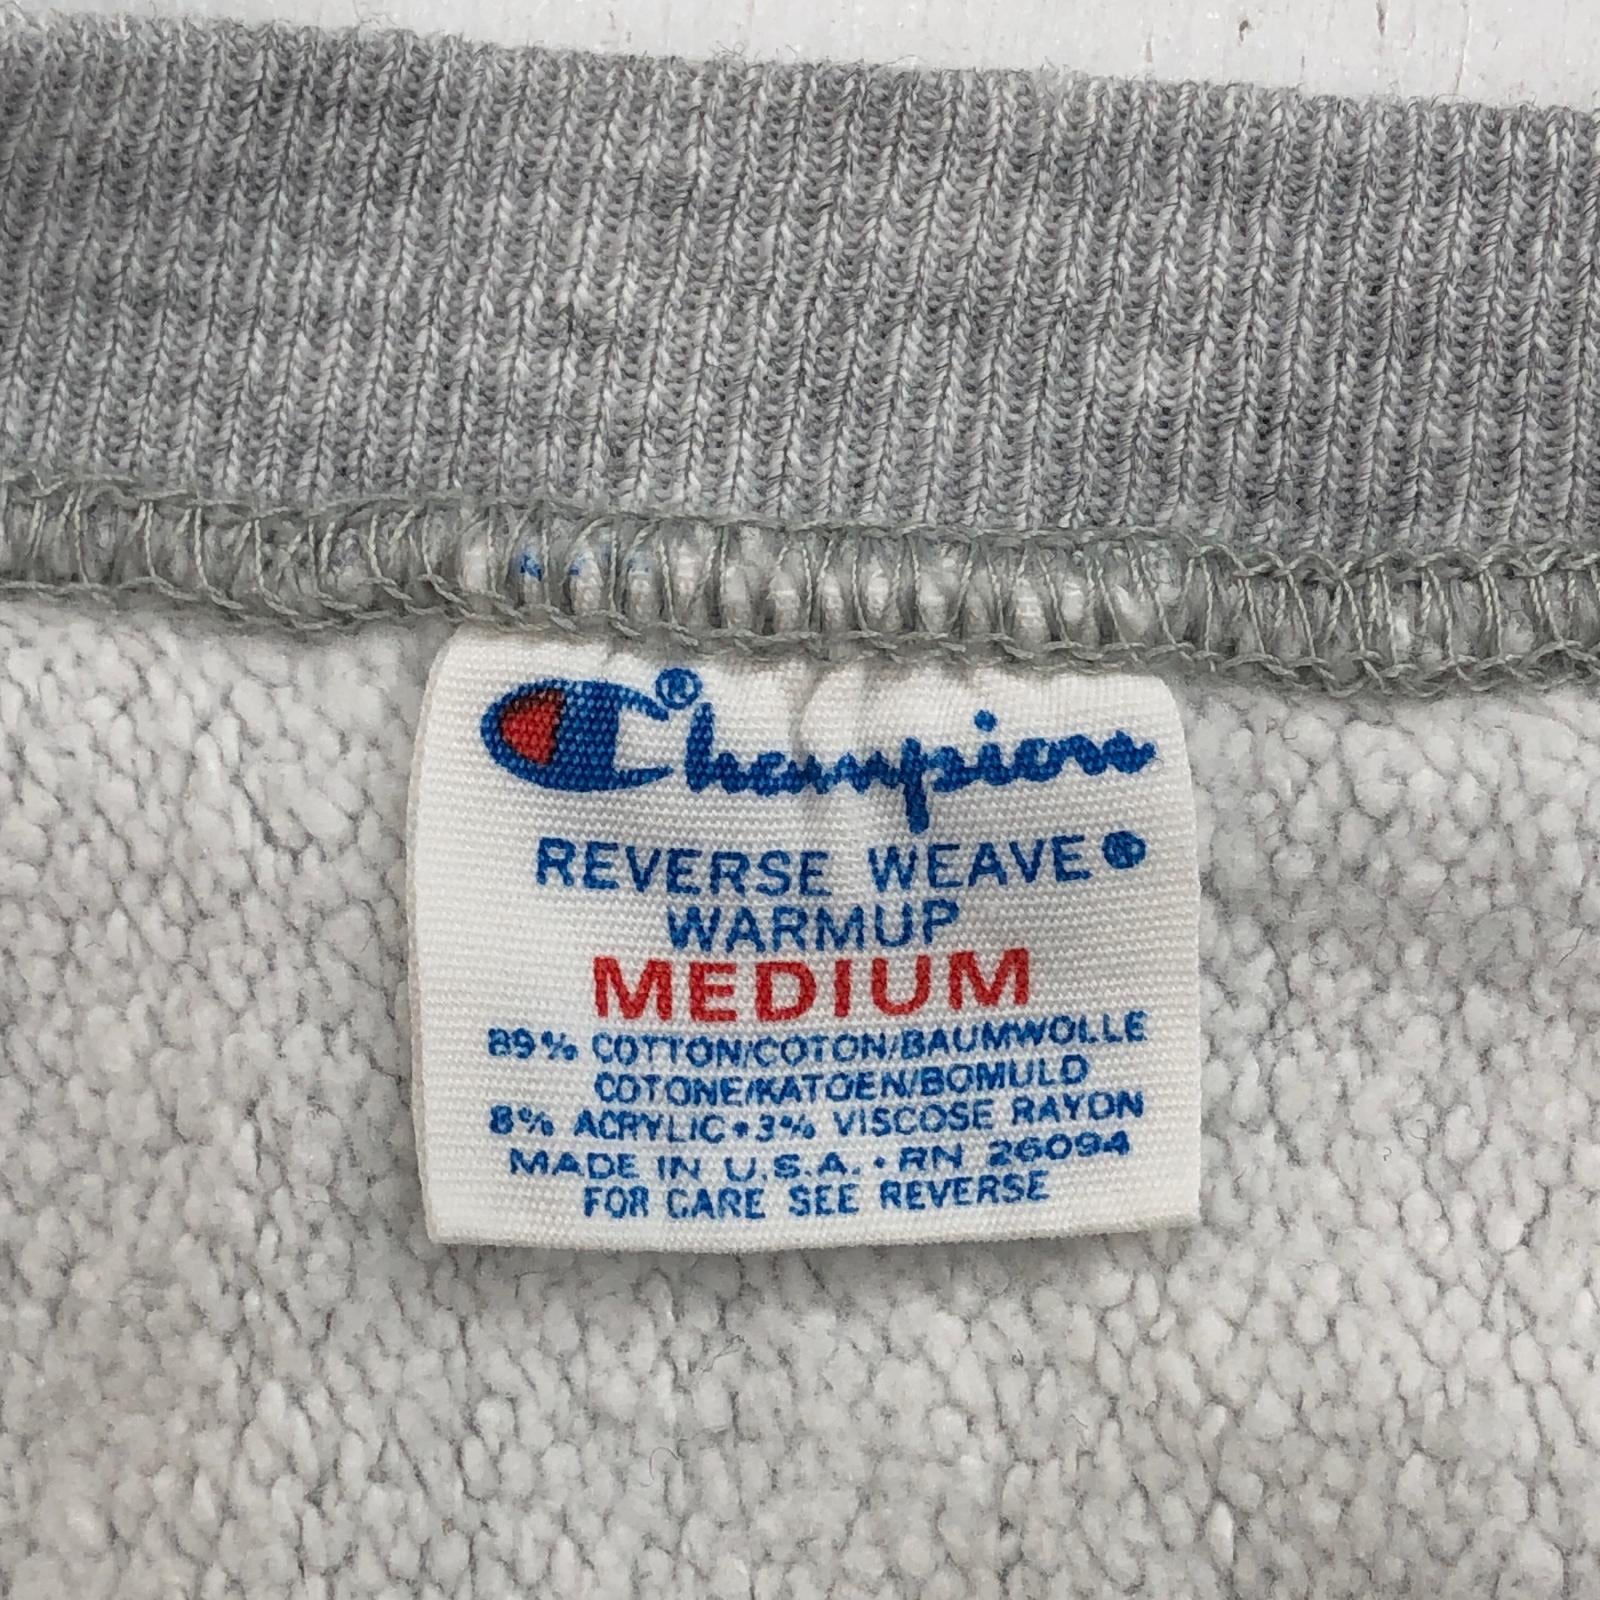 Champion®
REVERSE WEAVE®
WARMUP
MEDIUM
89% COTTON/COTON/BAUMWOLLE
COTONE/KATOEN/BOMULD
8% ACRYLIC•3% VISCOSE RAYON
MADE IN U.S.A. • RN 26094
FOR CARE SEE REVERSE